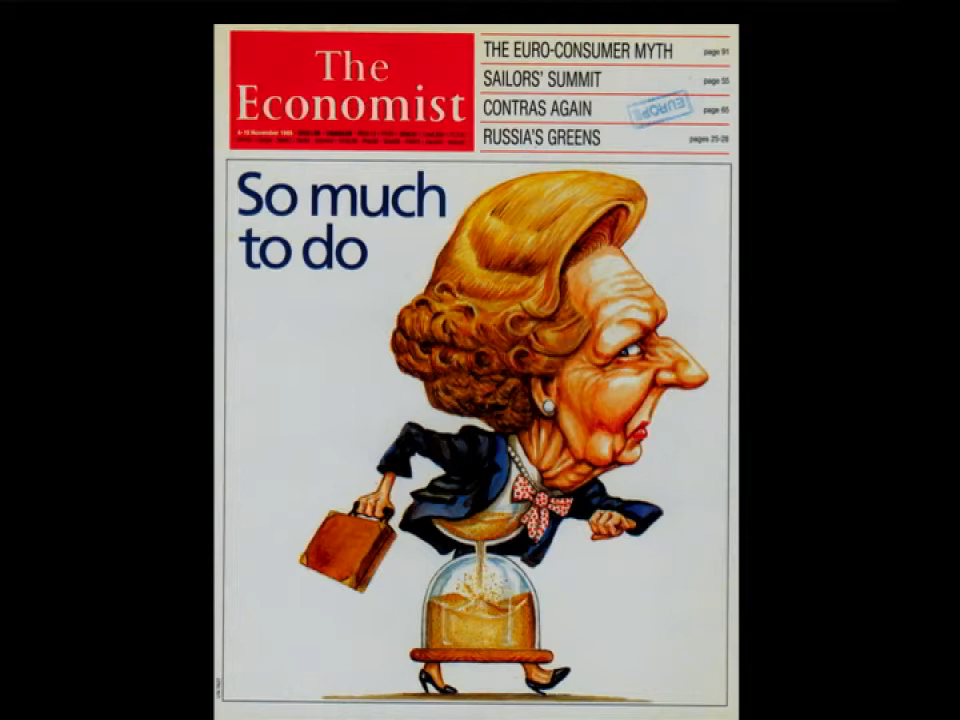 The
Economist
THE EURO-CONSUMER MYTH page 91
SAILORS' SUMMIT page 55
CONTRAS AGAIN page 65
EUROPE
RUSSIA'S GREENS pages 25-28
So much
to do